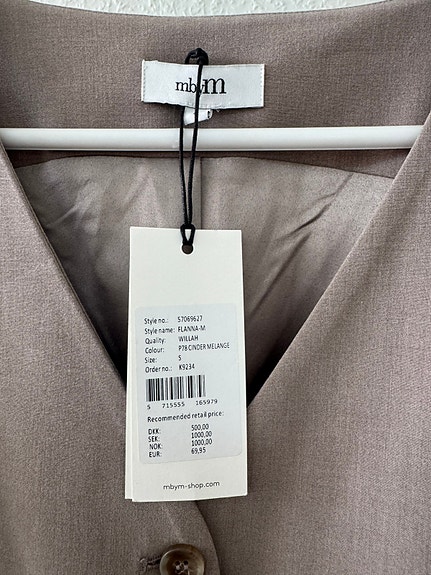 mbym
Style no.: 57069627
Style name: FLANNA-M
Quality: WILLAH
Colour: P78 CINDER MELANGE
Size: S
Order no.: K9234
5 715555 165979
Recommended retail price:
DKK: 500,00
SEK: 1000,00
NOK: 1000,00
EUR: 69,95
mbym-shop.com